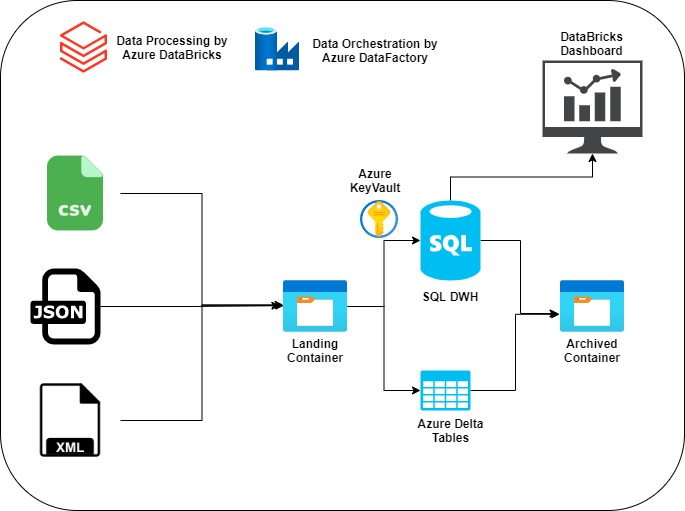 Data Processing by
Azure DataBricks
Data Orchestration by
Azure DataFactory
DataBricks
Dashboard
CSV
Azure
KeyVault
SQL
SQL DWH
JSON
Landing
Container
Archived
Container
XML
Azure Delta
Tables